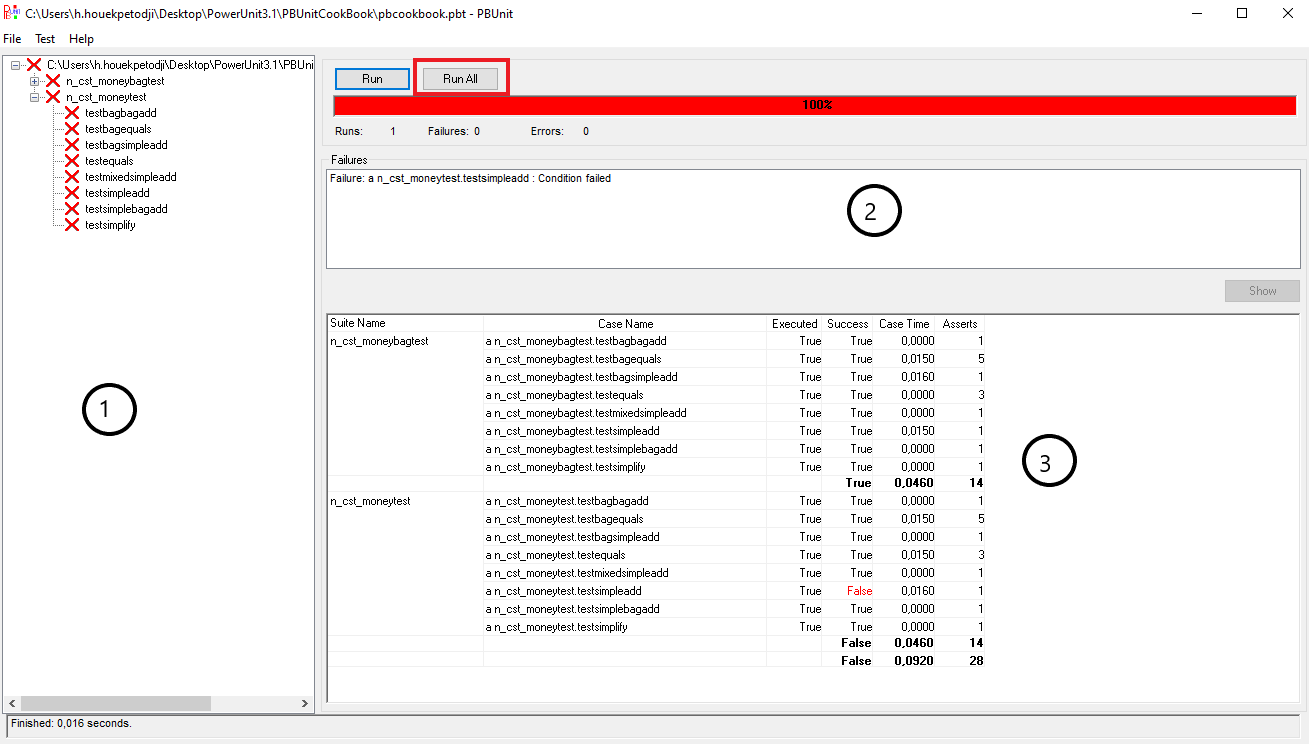 C:\Users\h.houekpetodji\Desktop\PowerUnit3.1\PBUnitCookBook\pbcookbook.pbt - PBUnit
File Test Help
C:\Users\h.houekpetodji\Desktop\PowerUnit3.1\PBUni
n_cst_moneybagtest
n_cst_moneytest
testbagbagadd
testbagequals
testbagsimpleadd
testequals
testmixedsimpleadd
testsimpleadd
testsimplebagadd
testsimplify
1
Run Run All
100%
Runs: 1 Failures: 0 Errors: 0
Failures
Failure: a n_cst_moneytest.testsimpleadd : Condition failed
2
Show
Suite Name Case Name Executed Success Case Time Asserts
n_cst_moneybagtest a n_cst_moneybagtest.testbagbagadd True True 0,0000 1
a n_cst_moneybagtest.testbagequals True True 0,0150 5
a n_cst_moneybagtest.testbagsimpleadd True True 0,0160 1
a n_cst_moneybagtest.testequals True True 0,0000 3
a n_cst_moneybagtest.testmixedsimpleadd True True 0,0000 1
a n_cst_moneybagtest.testsimpleadd True True 0,0150 1
a n_cst_moneybagtest.testsimplebagadd True True 0,0000 1
a n_cst_moneybagtest.testsimplify True True 0,0000 1
True 0,0460 14
n_cst_moneytest a n_cst_moneytest.testbagbagadd True True 0,0000 1
a n_cst_moneytest.testbagequals True True 0,0150 5
a n_cst_moneytest.testbagsimpleadd True True 0,0000 1
a n_cst_moneytest.testequals True True 0,0150 3
a n_cst_moneytest.testmixedsimpleadd True True 0,0000 1
a n_cst_moneytest.testsimpleadd True False 0,0160 1
a n_cst_moneytest.testsimplebagadd True True 0,0000 1
a n_cst_moneytest.testsimplify True True 0,0000 1
False 0,0460 14
False 0,0920 28
3
Finished: 0,016 seconds.